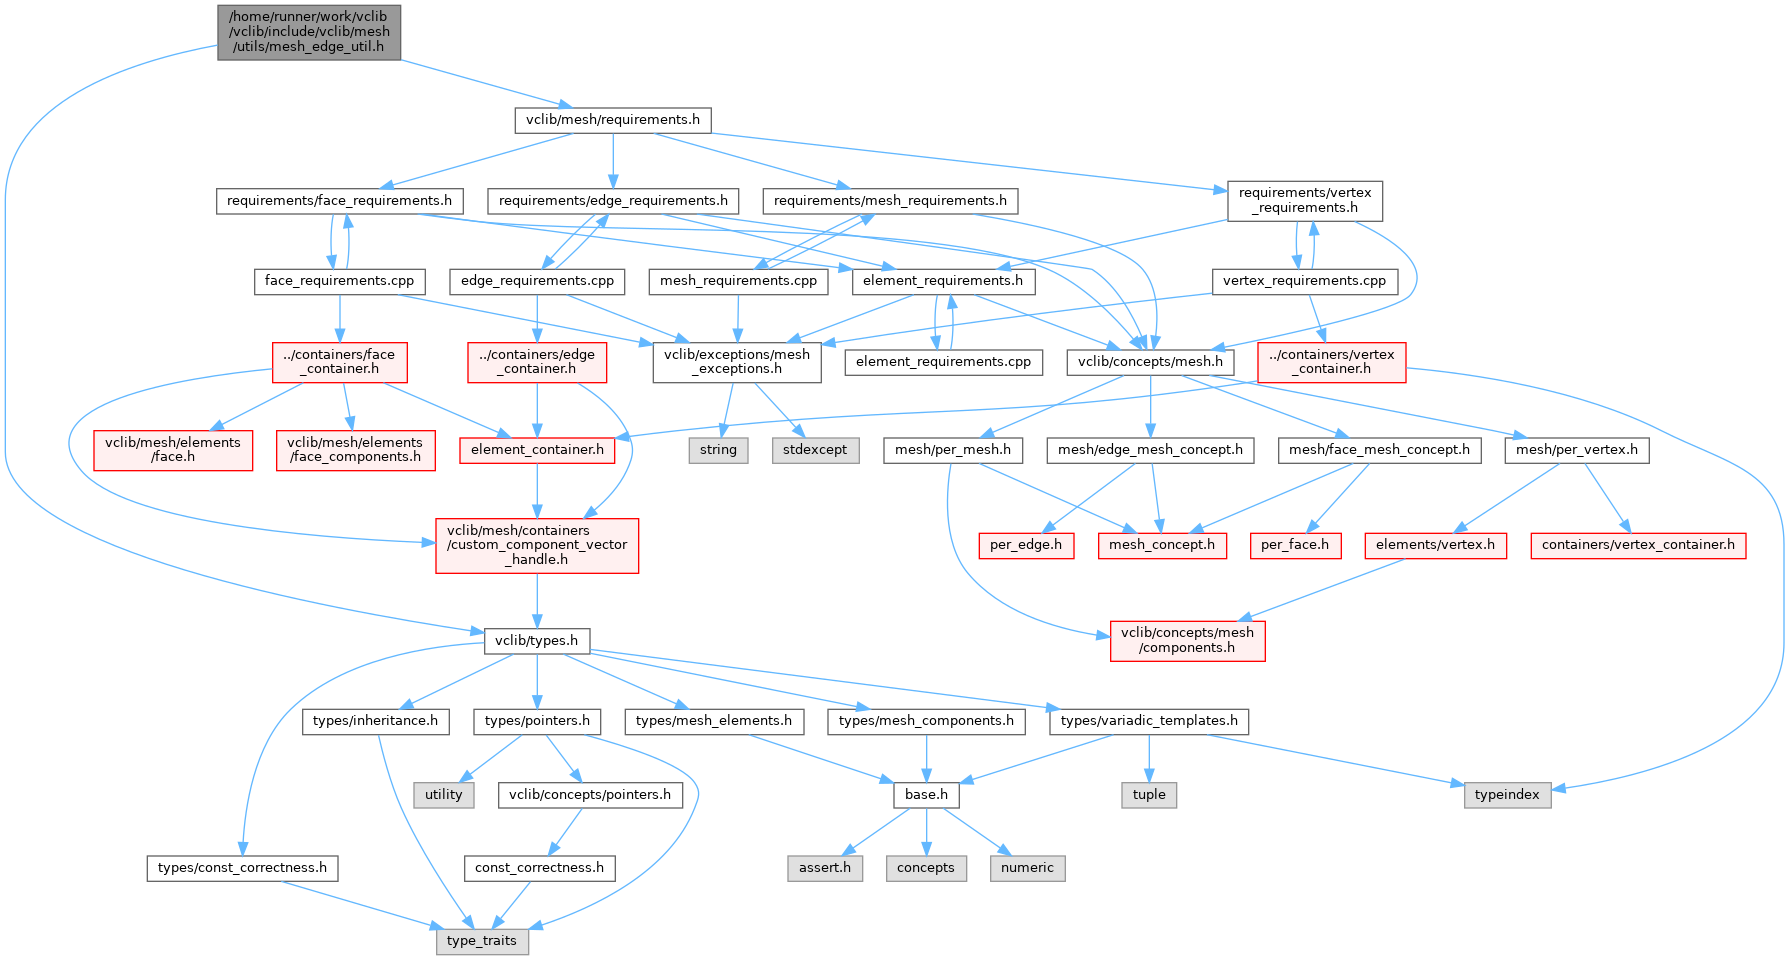 /home/runner/work/vclib
/vclib/include/vclib/mesh
/utils/mesh_edge_util.h
vclib/mesh/requirements.h
requirements/face_requirements.h
requirements/edge_requirements.h
requirements/mesh_requirements.h
requirements/vertex
_requirements.h
face_requirements.cpp
edge_requirements.cpp
mesh_requirements.cpp
element_requirements.h
vertex_requirements.cpp
../containers/face
_container.h
../containers/edge
_container.h
vclib/exceptions/mesh
_exceptions.h
element_requirements.cpp
vclib/concepts/mesh.h
../containers/vertex
_container.h
vclib/mesh/elements
/face.h
vclib/mesh/elements
/face_components.h
element_container.h
string
stdexcept
mesh/per_mesh.h
mesh/edge_mesh_concept.h
mesh/face_mesh_concept.h
mesh/per_vertex.h
vclib/mesh/containers
/custom_component_vector
_handle.h
per_edge.h
mesh_concept.h
per_face.h
elements/vertex.h
containers/vertex_container.h
vclib/types.h
vclib/concepts/mesh
/components.h
types/inheritance.h
types/pointers.h
types/mesh_elements.h
types/mesh_components.h
types/variadic_templates.h
utility
vclib/concepts/pointers.h
base.h
tuple
typeindex
types/const_correctness.h
const_correctness.h
assert.h
concepts
numeric
type_traits